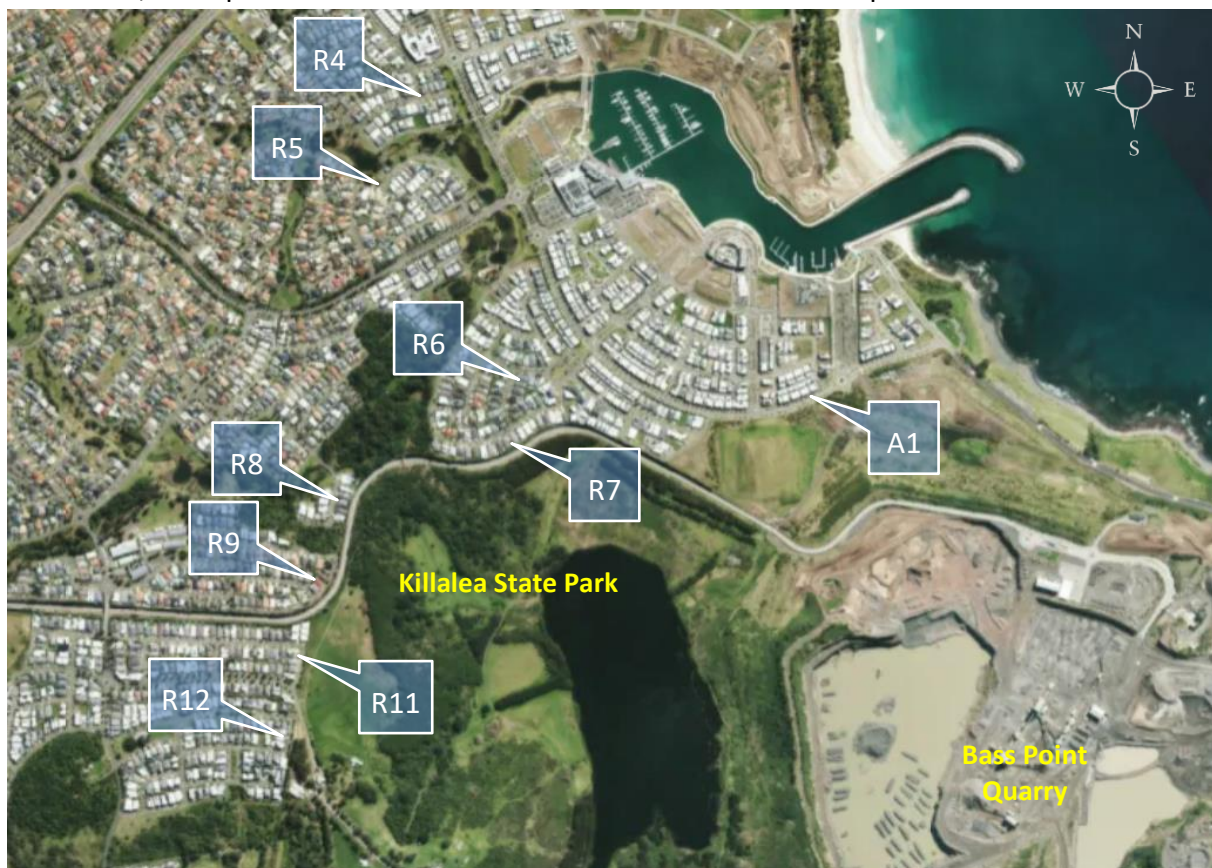 R4
N
W E
S
R5
R6
A1
R8
R7
R9
Killalea State Park
R11
R12
Bass Point
Quarry